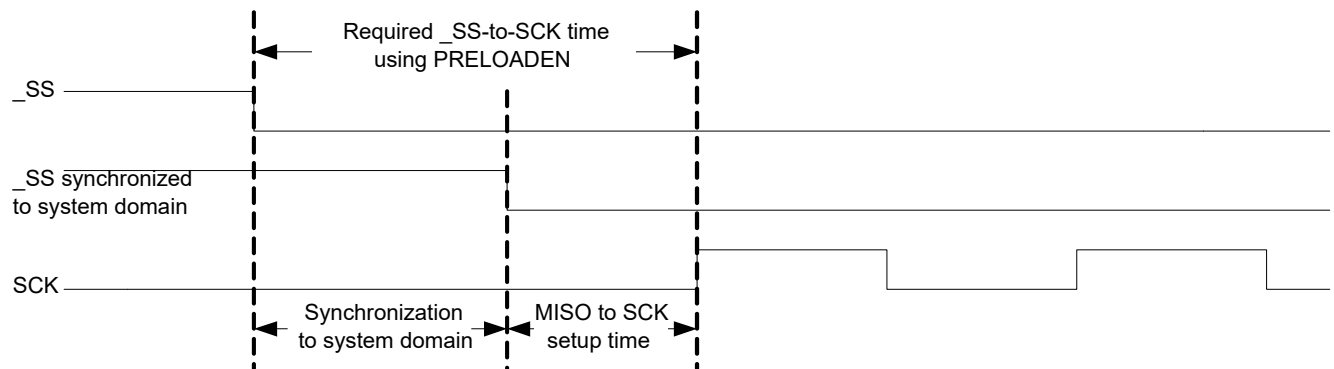 Required _SS-to-SCK time
using PRELOADEN
_SS
_SS synchronized
to system domain
SCK
Synchronization
to system domain
MISO to SCK
setup time